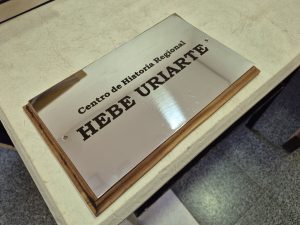 Centro de Historia Regional
HEBE URIARTE